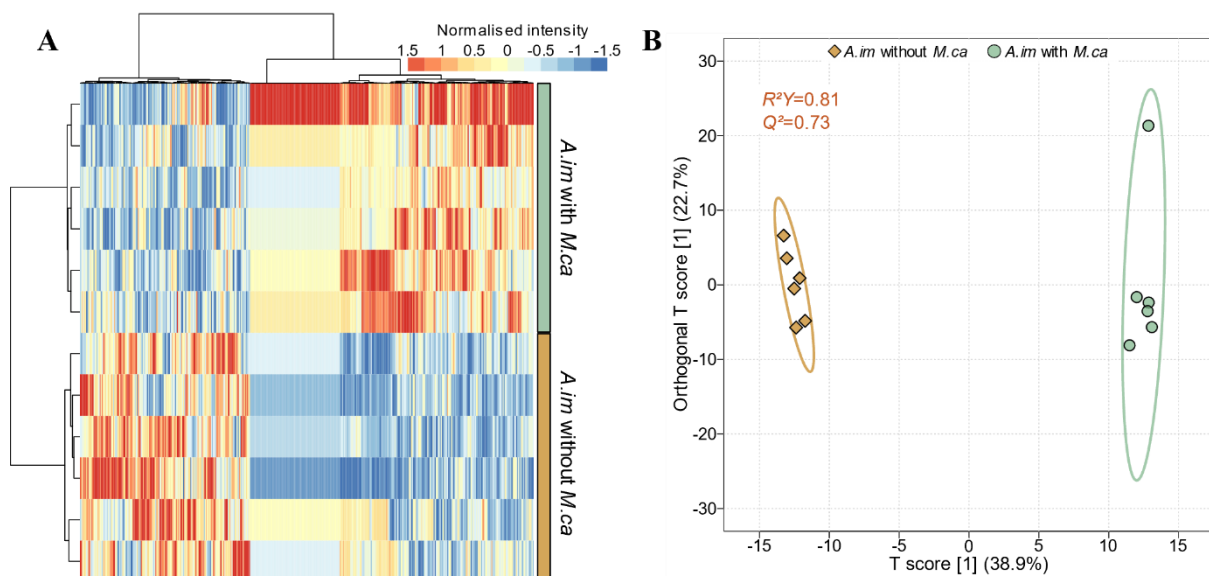 A
Normalised intensity
1.5 1 0.5 0 -0.5 -1.5
A.im with M.ca
A.im without M.ca
B
A.im without M.ca A.im with M.ca
R²Y=0.81
Q²=0.73
Orthogonal T score [1] (22.7%)
30
20
10
0
-10
-20
-30
-15 -10 -5 0 5 10 15
T score [1] (38.9%)